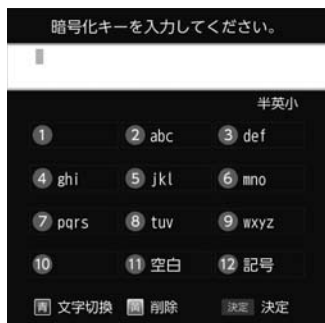 暗号化キーを入力してください。
半英小
1 2 abc 3 def
4 ghi 5 jkl 6 mno
7 pqrs 8 tuv 9 wxyz
10 11 空白 12 記号
青 文字切換 黄 削除 決定 決定